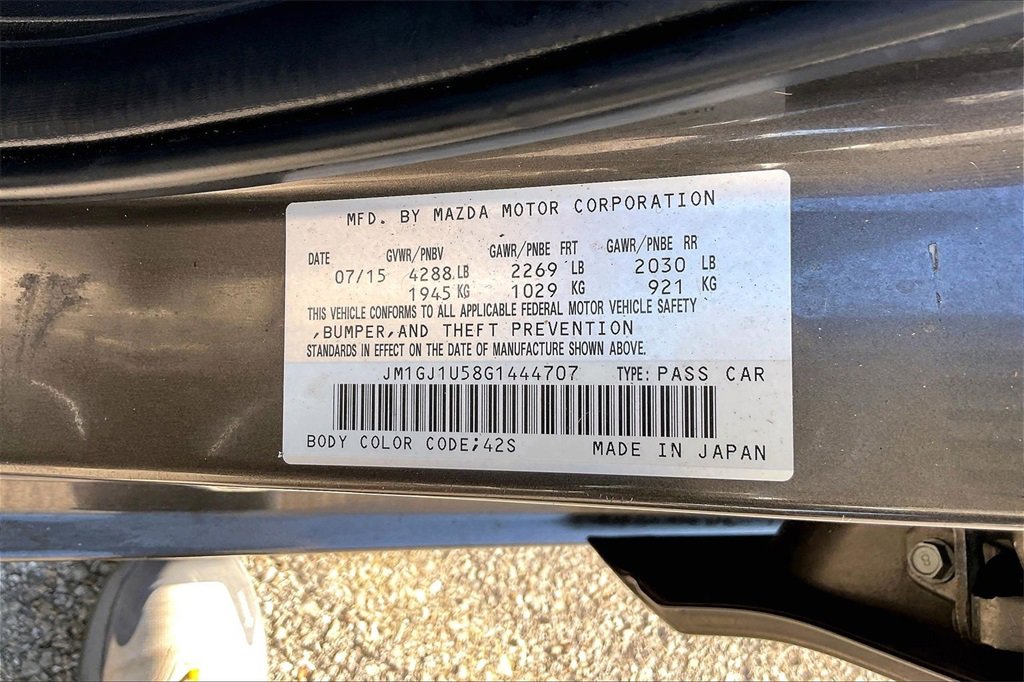 MFD. BY MAZDA MOTOR CORPORATION
DATE GVWR/PNBV GAWR/PNBE FRT GAWR/PNBE RR
07/15 4288 LB 2269 LB 2030 LB
1945 KG 1029 KG 921 KG
THIS VEHICLE CONFORMS TO ALL APPLICABLE FEDERAL MOTOR VEHICLE SAFETY
,BUMPER,AND THEFT PREVENTION
STANDARDS IN EFFECT ON THE DATE OF MANUFACTURE SHOWN ABOVE.
JM1GJ1U58G1444707 TYPE: PASS CAR
BODY COLOR CODE;42S MADE IN JAPAN
8